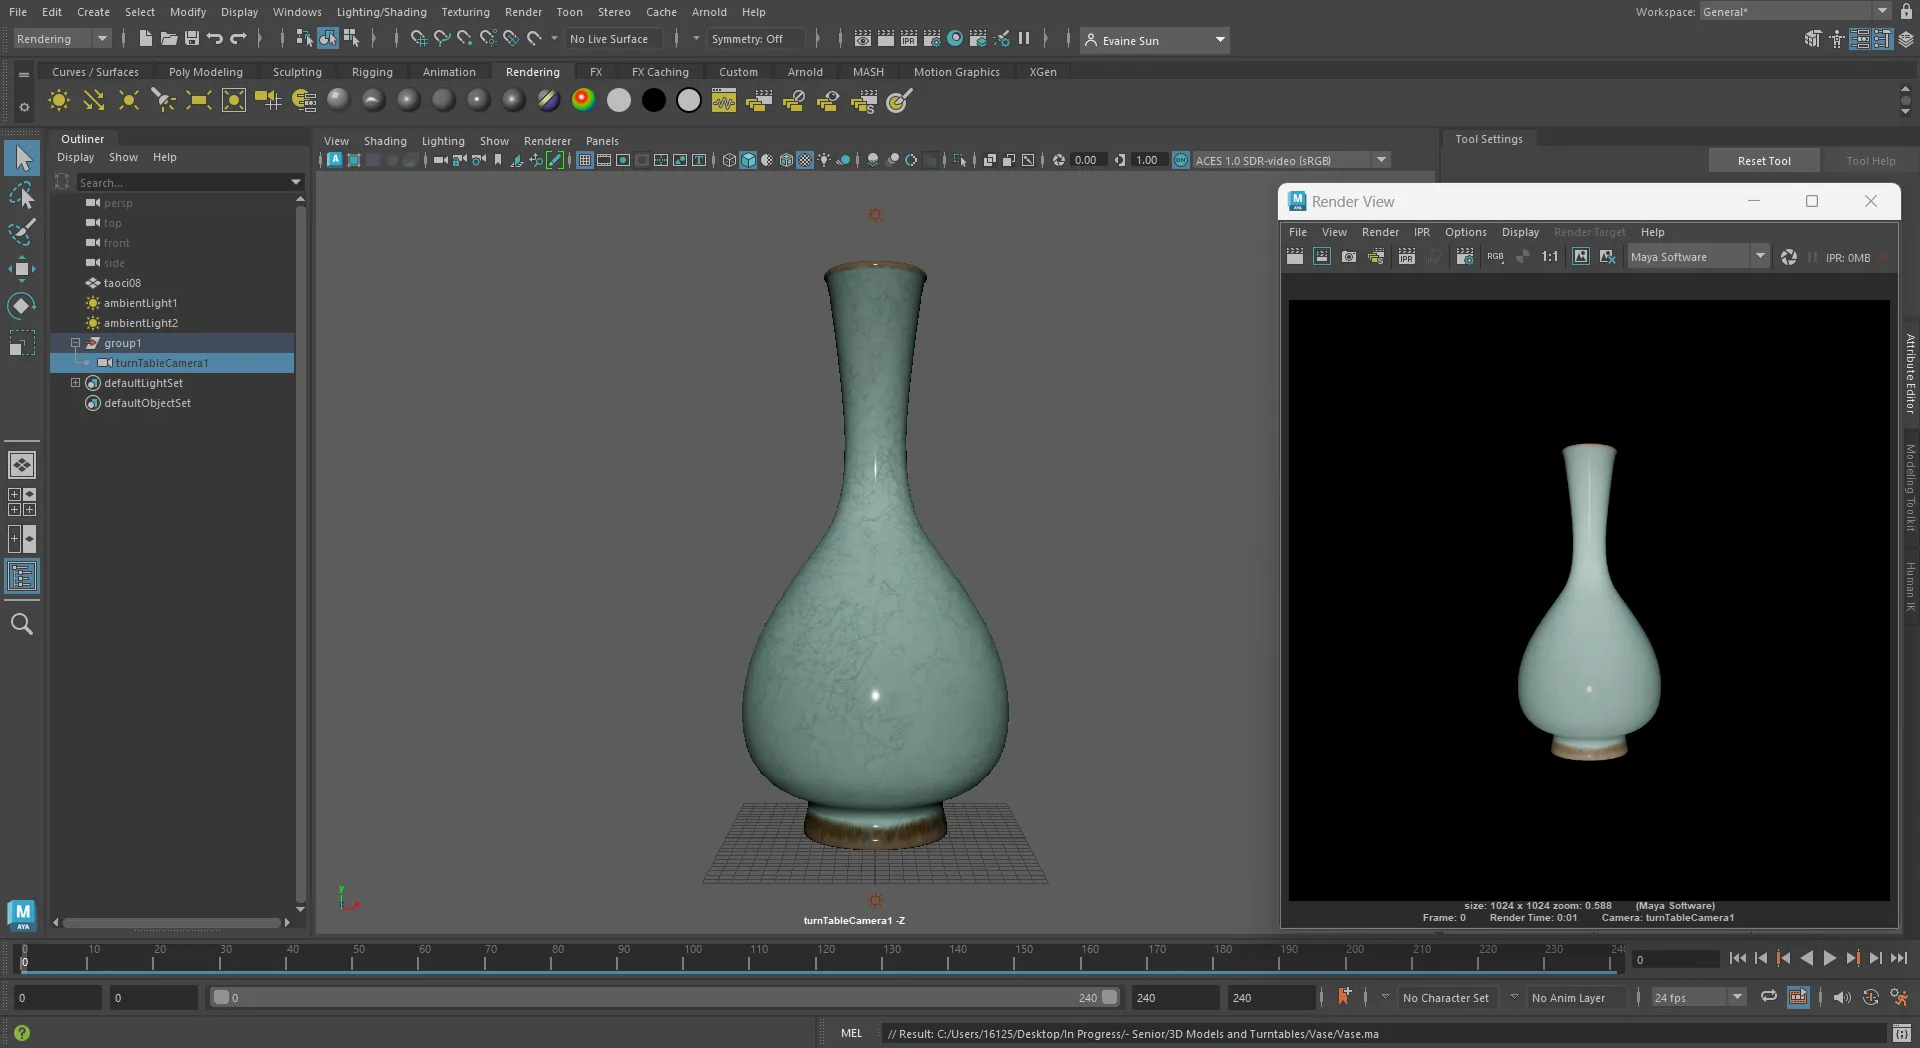 File Edit Create Select Modify Display Windows Lighting/Shading Texturing Render Toon Stereo Cache Arnold Help Workspace: General*
Rendering No Live Surface Symmetry: Off IPR Evaine Sun
Curves / Surfaces Poly Modeling Sculpting Rigging Animation Rendering FX FX Caching Custom Arnold MASH Motion Graphics XGen
Outliner
Display Show Help
Search...
persp
top
front
side
taoci08
ambientLight1
ambientLight2
group1
turnTableCamera1
defaultLightSet
defaultObjectSet
View Shading Lighting Show Renderer Panels
0.00 1.00 ON ACES 1.0 SDR-video (sRGB)
y
x
turnTableCamera1 -Z
Tool Settings
Reset Tool Tool Help
M AYA Render View
File View Render IPR Options Display Render Target Help
IPR RGB 1:1 Maya Software IPR: 0MB
size: 1024 x 1024 zoom: 0.588 (Maya Software)
Frame: 0 Render Time: 0:01 Camera: turnTableCamera1
Attribute Editor
Modeling Toolkit
Human IK
M
AYA
0 10 20 30 40 50 60 70 80 90 100 110 120 130 140 150 160 170 180 190 200 210 220 230 24
0 0
0 0 0 240 240 240 No Character Set No Anim Layer 24 fps
MEL // Result: C:/Users/16125/Desktop/In Progress/- Senior/3D Models and Turntables/Vase/Vase.ma